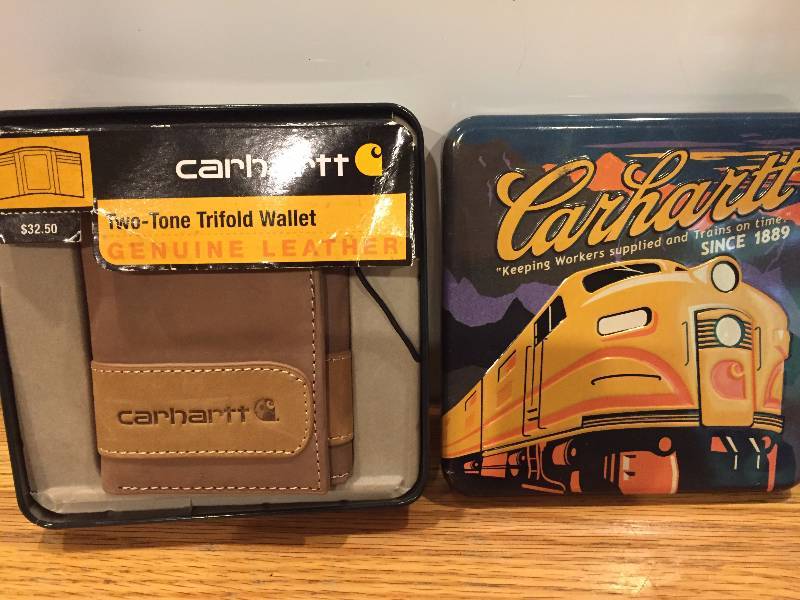 carhartt
$32.50
Two-Tone Trifold Wallet
GENUINE LEATHER
carhartt
Carhartt
"Keeping Workers supplied and Trains on time.
SINCE 1889